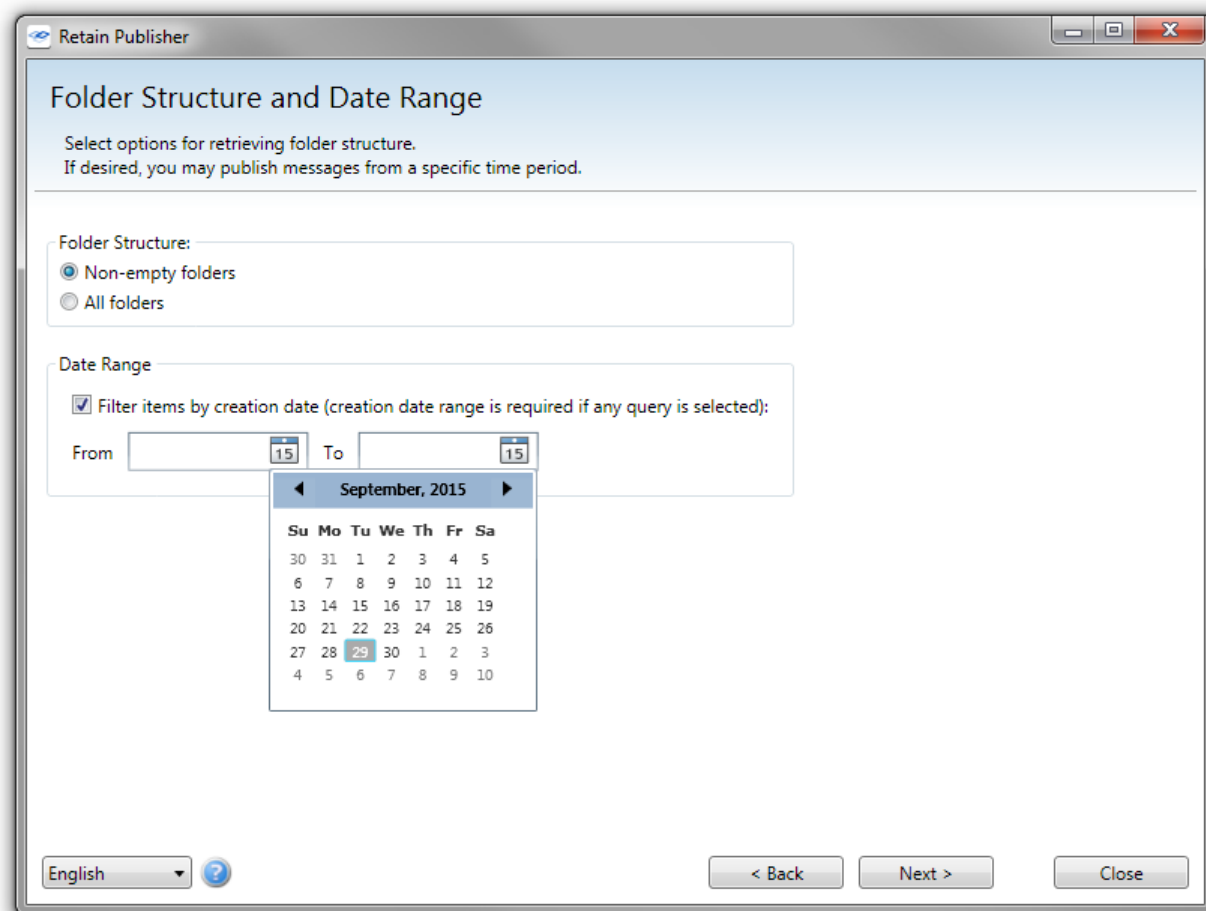 Retain Publisher
Folder Structure and Date Range
Select options for retrieving folder structure.
If desired, you may publish messages from a specific time period.
Folder Structure:
Non-empty folders
All folders
Date Range
Filter items by creation date (creation date range is required if any query is selected):
From 15 To 15
September, 2015
Su Mo Tu We Th Fr Sa
30 31 1 2 3 4 5
6 7 8 9 10 11 12
13 14 15 16 17 18 19
20 21 22 23 24 25 26
27 28 29 30 1 2 3
4 5 6 7 8 9 10
English ? < Back Next > Close